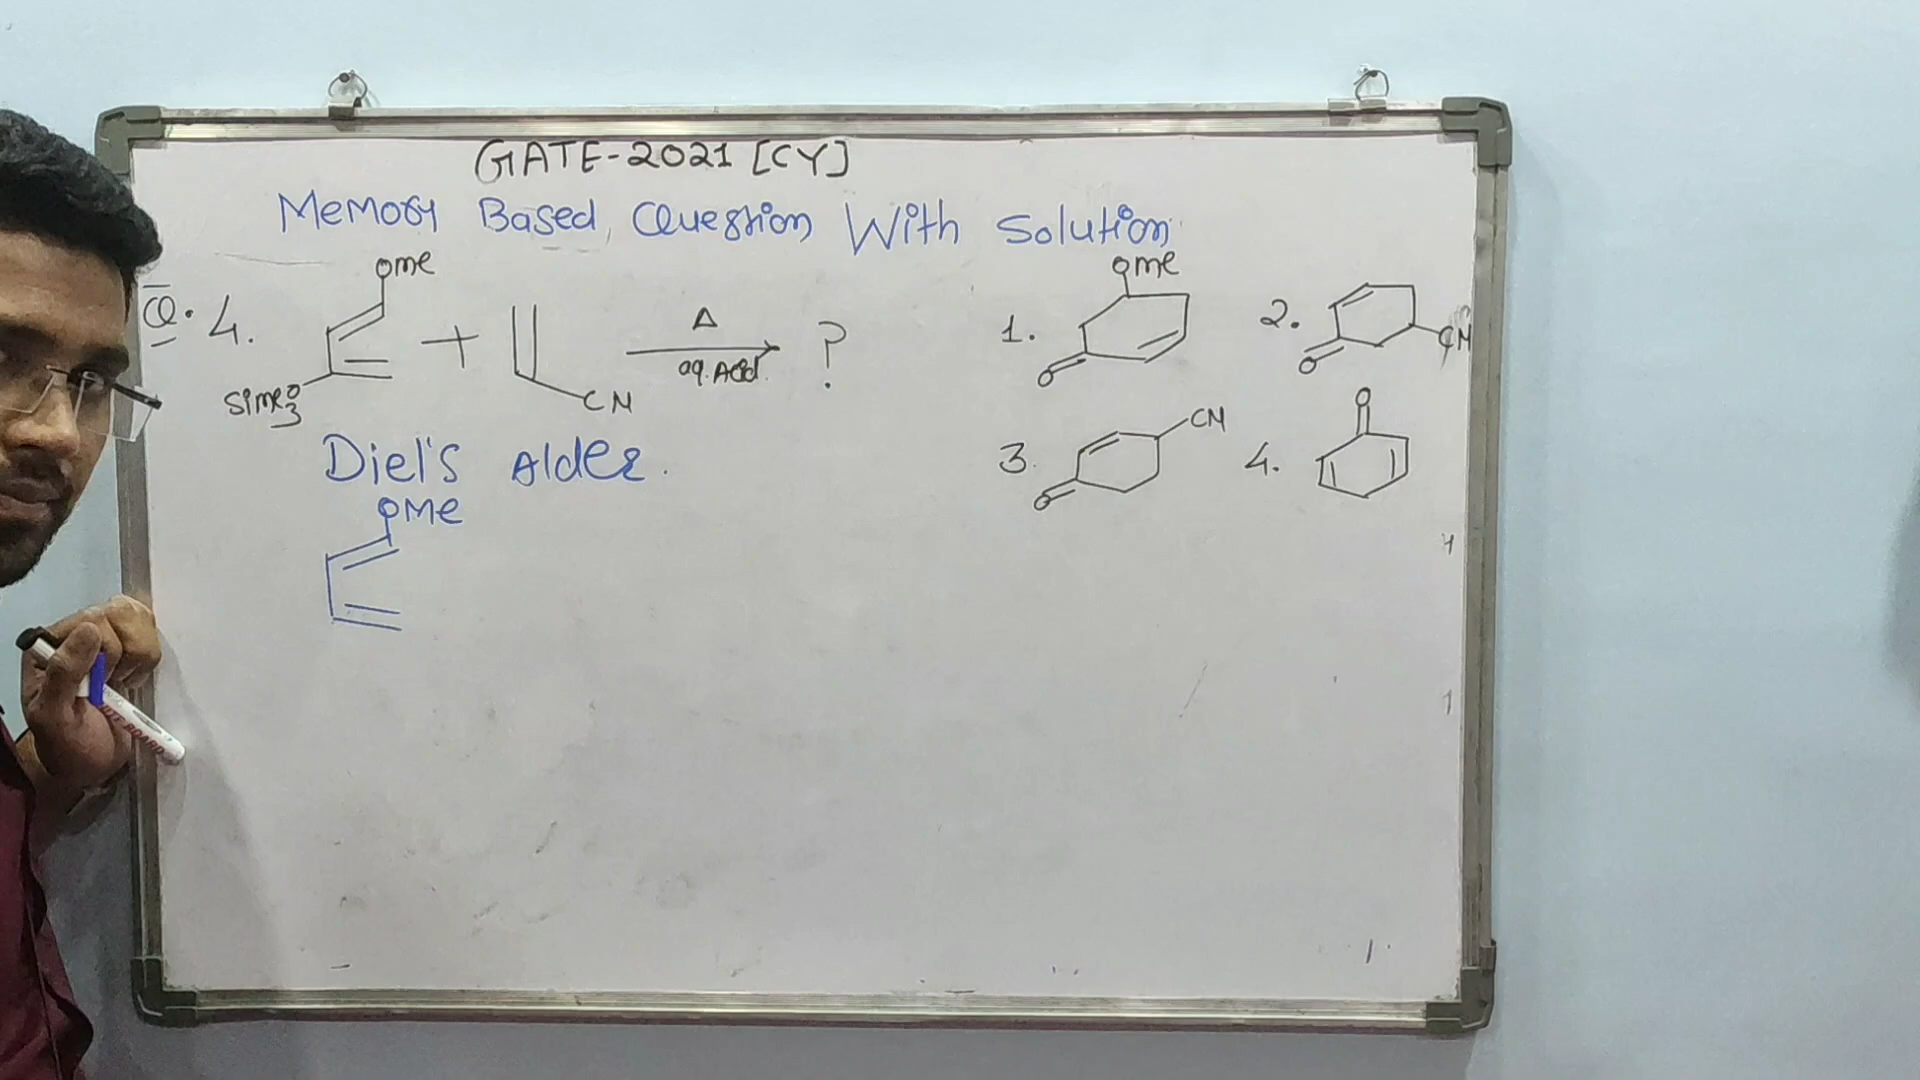 GATE-2021 [CY]
Memory Based, Question With Solution
Q. 4.
OMe
SiMe3O
+
CN
Δ
aq. Acid.
?
1.
OMe
O
2.
O
CN
3.
CN
O
4.
O
Diel's Alder.
OMe